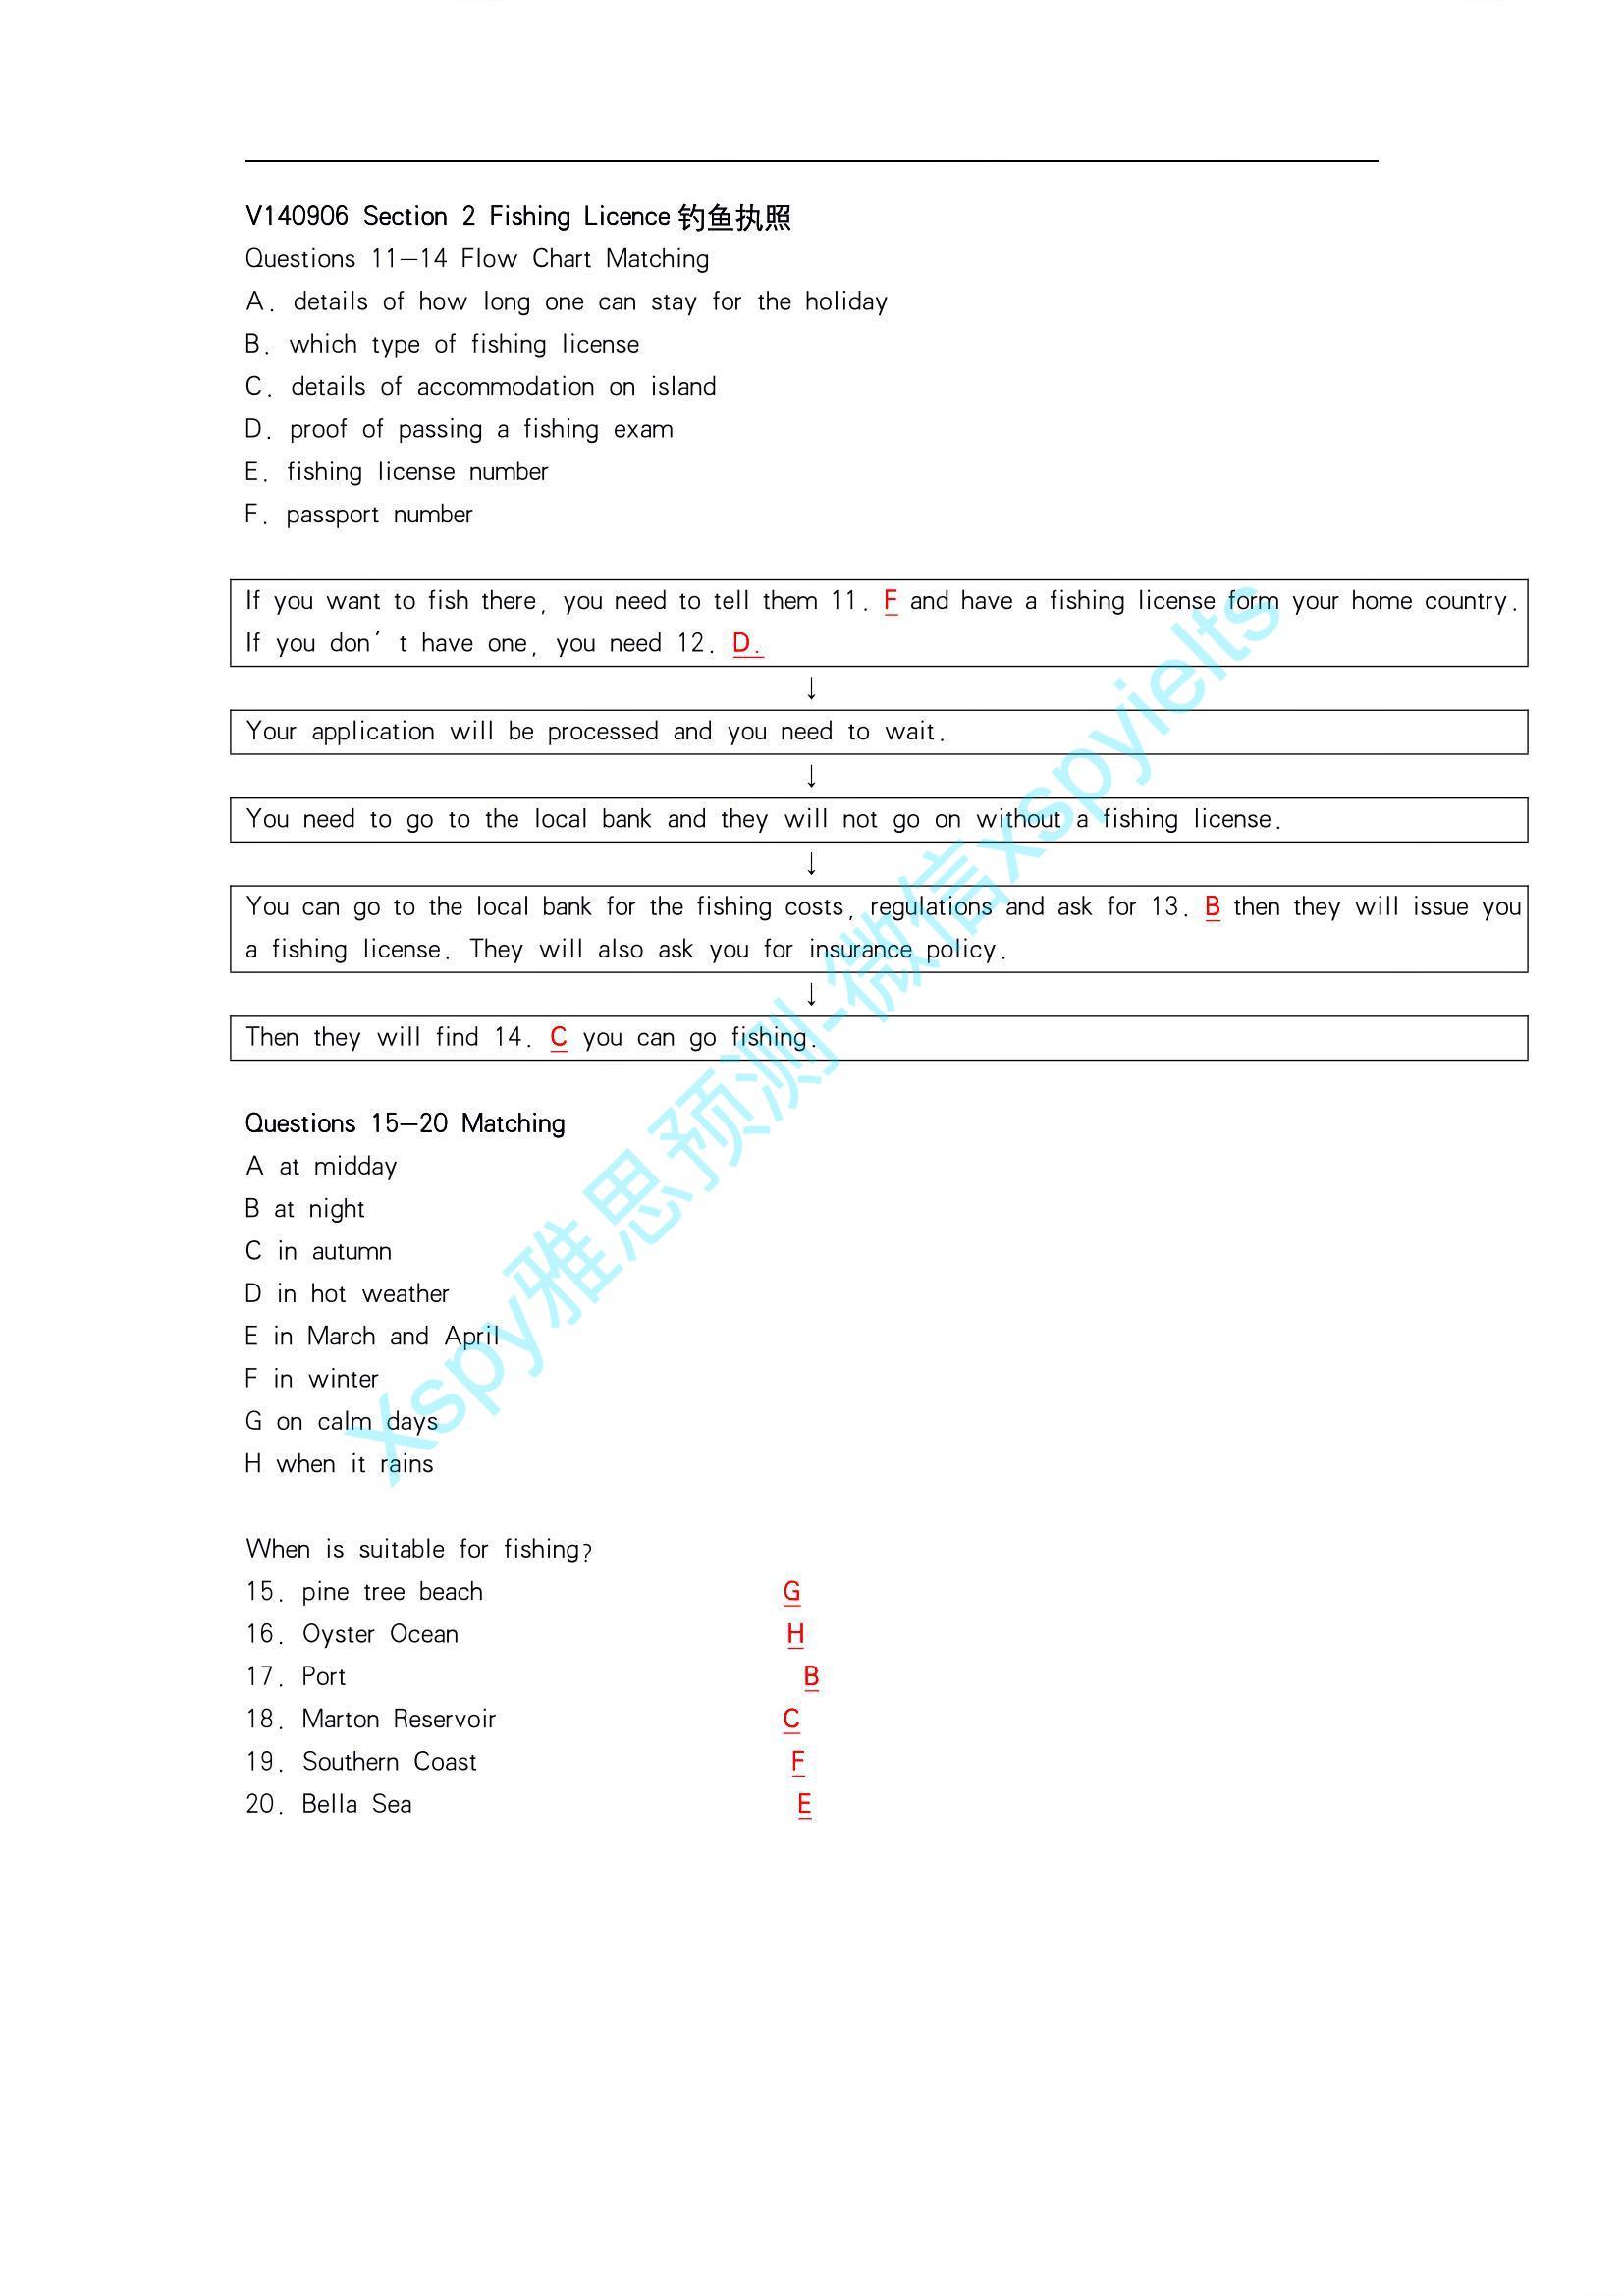 V140906 Section 2 Fishing Licence 钓鱼执照
Questions 11—14 Flow Chart Matching
A. details of how long one can stay for the holiday
B. which type of fishing license
C. details of accommodation on island
D. proof of passing a fishing exam
E. fishing license number
F. passport number
If you want to fish there, you need to tell them 11. F and have a fishing license form your home country.
If you don't have one, you need 12. D.
↓
Your application will be processed and you need to wait.
↓
You need to go to the local bank and they will not go on without a fishing license.
↓
You can go to the local bank for the fishing costs, regulations and ask for 13. B then they will issue you
a fishing license. They will also ask you for insurance policy.
↓
Then they will find 14. C you can go fishing.
Questions 15—20 Matching
A at midday
B at night
C in autumn
D in hot weather
E in March and April
F in winter
G on calm days
H when it rains
When is suitable for fishing?
15. pine tree beach G
16. Oyster Ocean H
17. Port B
18. Marton Reservoir C
19. Southern Coast F
20. Bella Sea E
Xspy雅思预测-微信xspyielts